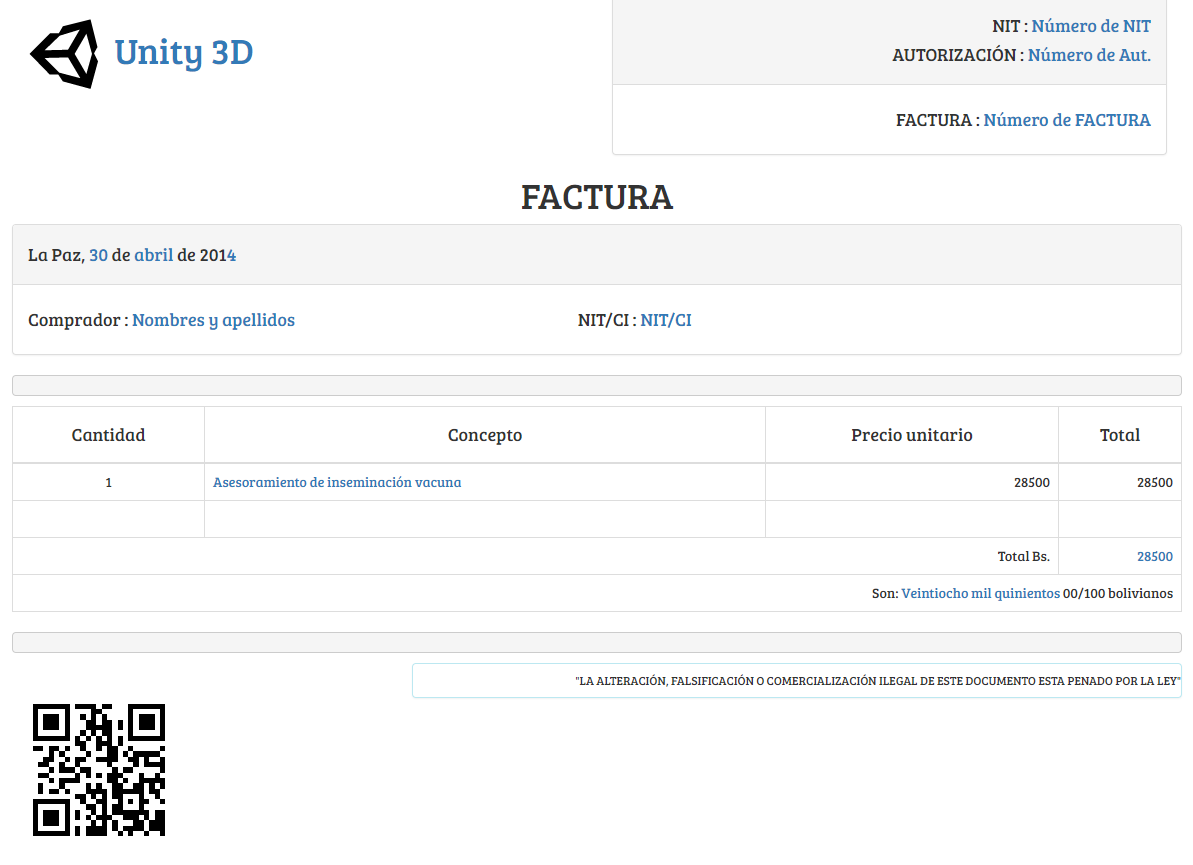 Unity 3D
NIT : Número de NIT
AUTORIZACIÓN : Número de Aut.
FACTURA : Número de FACTURA
FACTURA
La Paz, 30 de abril de 2014
Comprador : Nombres y apellidos NIT/CI : NIT/CI
Cantidad Concepto Precio unitario Total
1 Asesoramiento de inseminación vacuna 28500 28500
Total Bs. 28500
Son: Veintiocho mil quinientos 00/100 bolivianos
"LA ALTERACIÓN, FALSIFICACIÓN O COMERCIALIZACIÓN ILEGAL DE ESTE DOCUMENTO ESTA PENADO POR LA LEY"